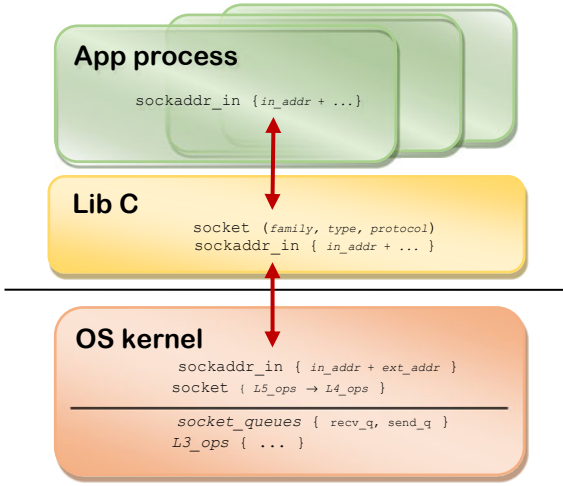 App process
sockaddr_in {in_addr + ...}
Lib C
socket (family, type, protocol)
sockaddr_in { in_addr + ... }
OS kernel
sockaddr_in { in_addr + ext_addr }
socket { L5_ops → L4_ops }
socket_queues { recv_q, send_q }
L3_ops { ... }